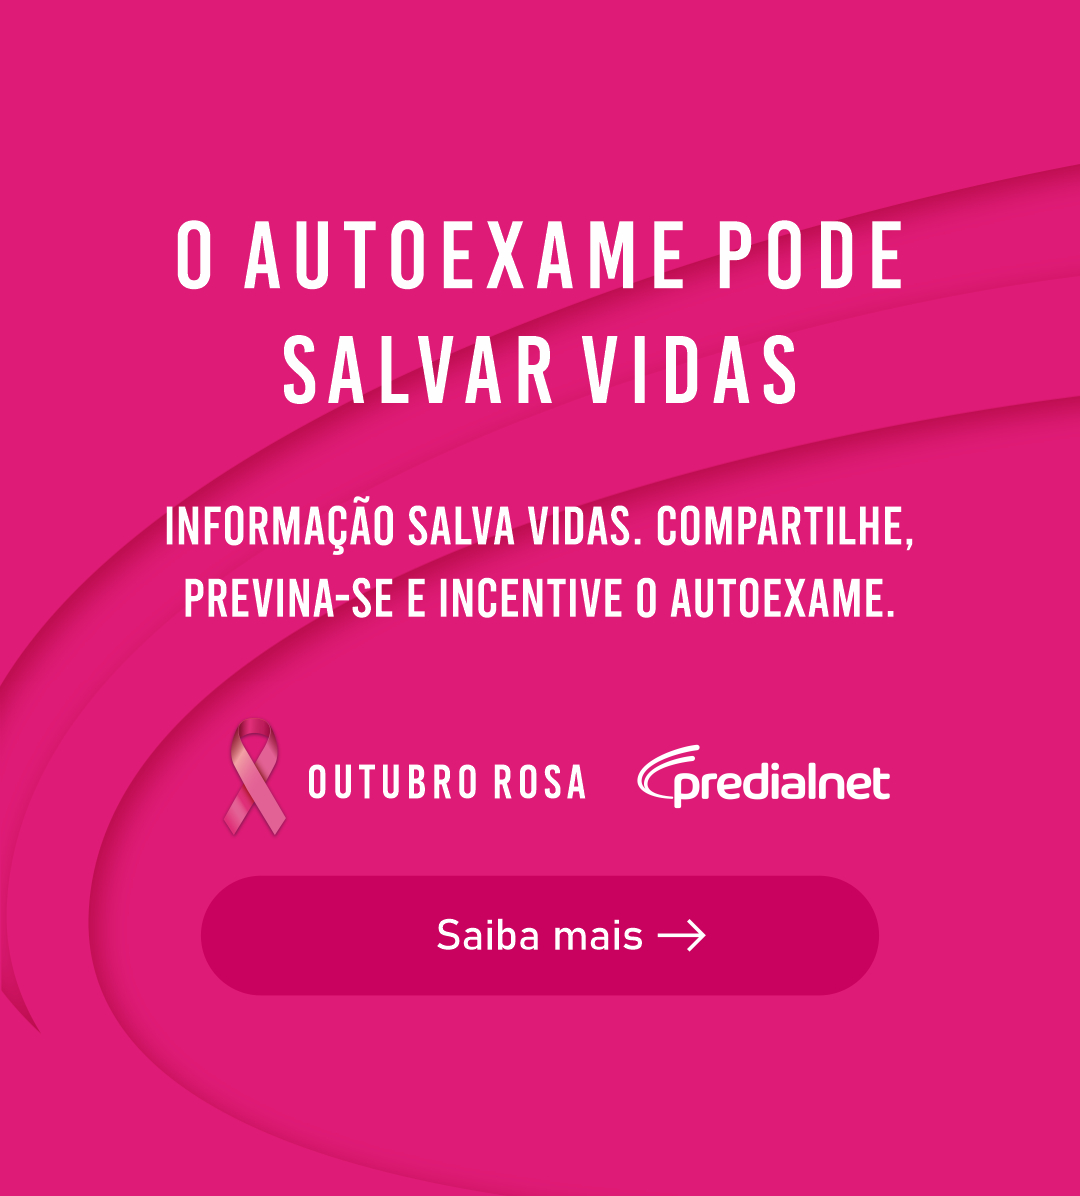 O AUTOEXAME PODE
SALVAR VIDAS
INFORMAÇÃO SALVA VIDAS. COMPARTILHE,
PREVINA-SE E INCENTIVE O AUTOEXAME.
OUTUBRO ROSA predialnet
Saiba mais →